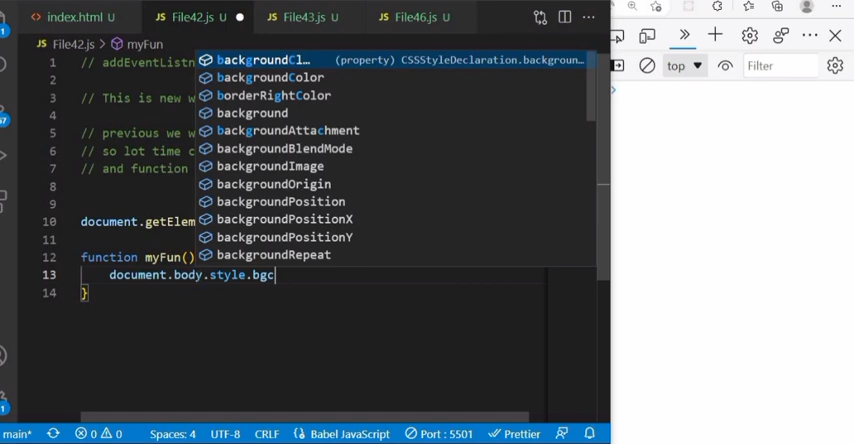 index.html U
File42.js U
File43.js U
File46.js U
JS File42.js > myFun
1 // addEventListn
2
3 // This is new w
4
5 // previous we w
6 // so lot time c
7 // and function
8
9
10 document.getElem
11
12 function myFun()
13 document.body.style.bgc
14 }
backgroundCl… (property) CSSStyleDeclaration.backgroun…
backgroundColor
borderRightColor
background
backgroundAttachment
backgroundBlendMode
backgroundImage
backgroundOrigin
backgroundPosition
backgroundPositionX
backgroundPositionY
backgroundRepeat
top ▼ Filter
main* 0 0 Spaces: 4 UTF-8 CRLF Babel JavaScript Port : 5501 Prettier